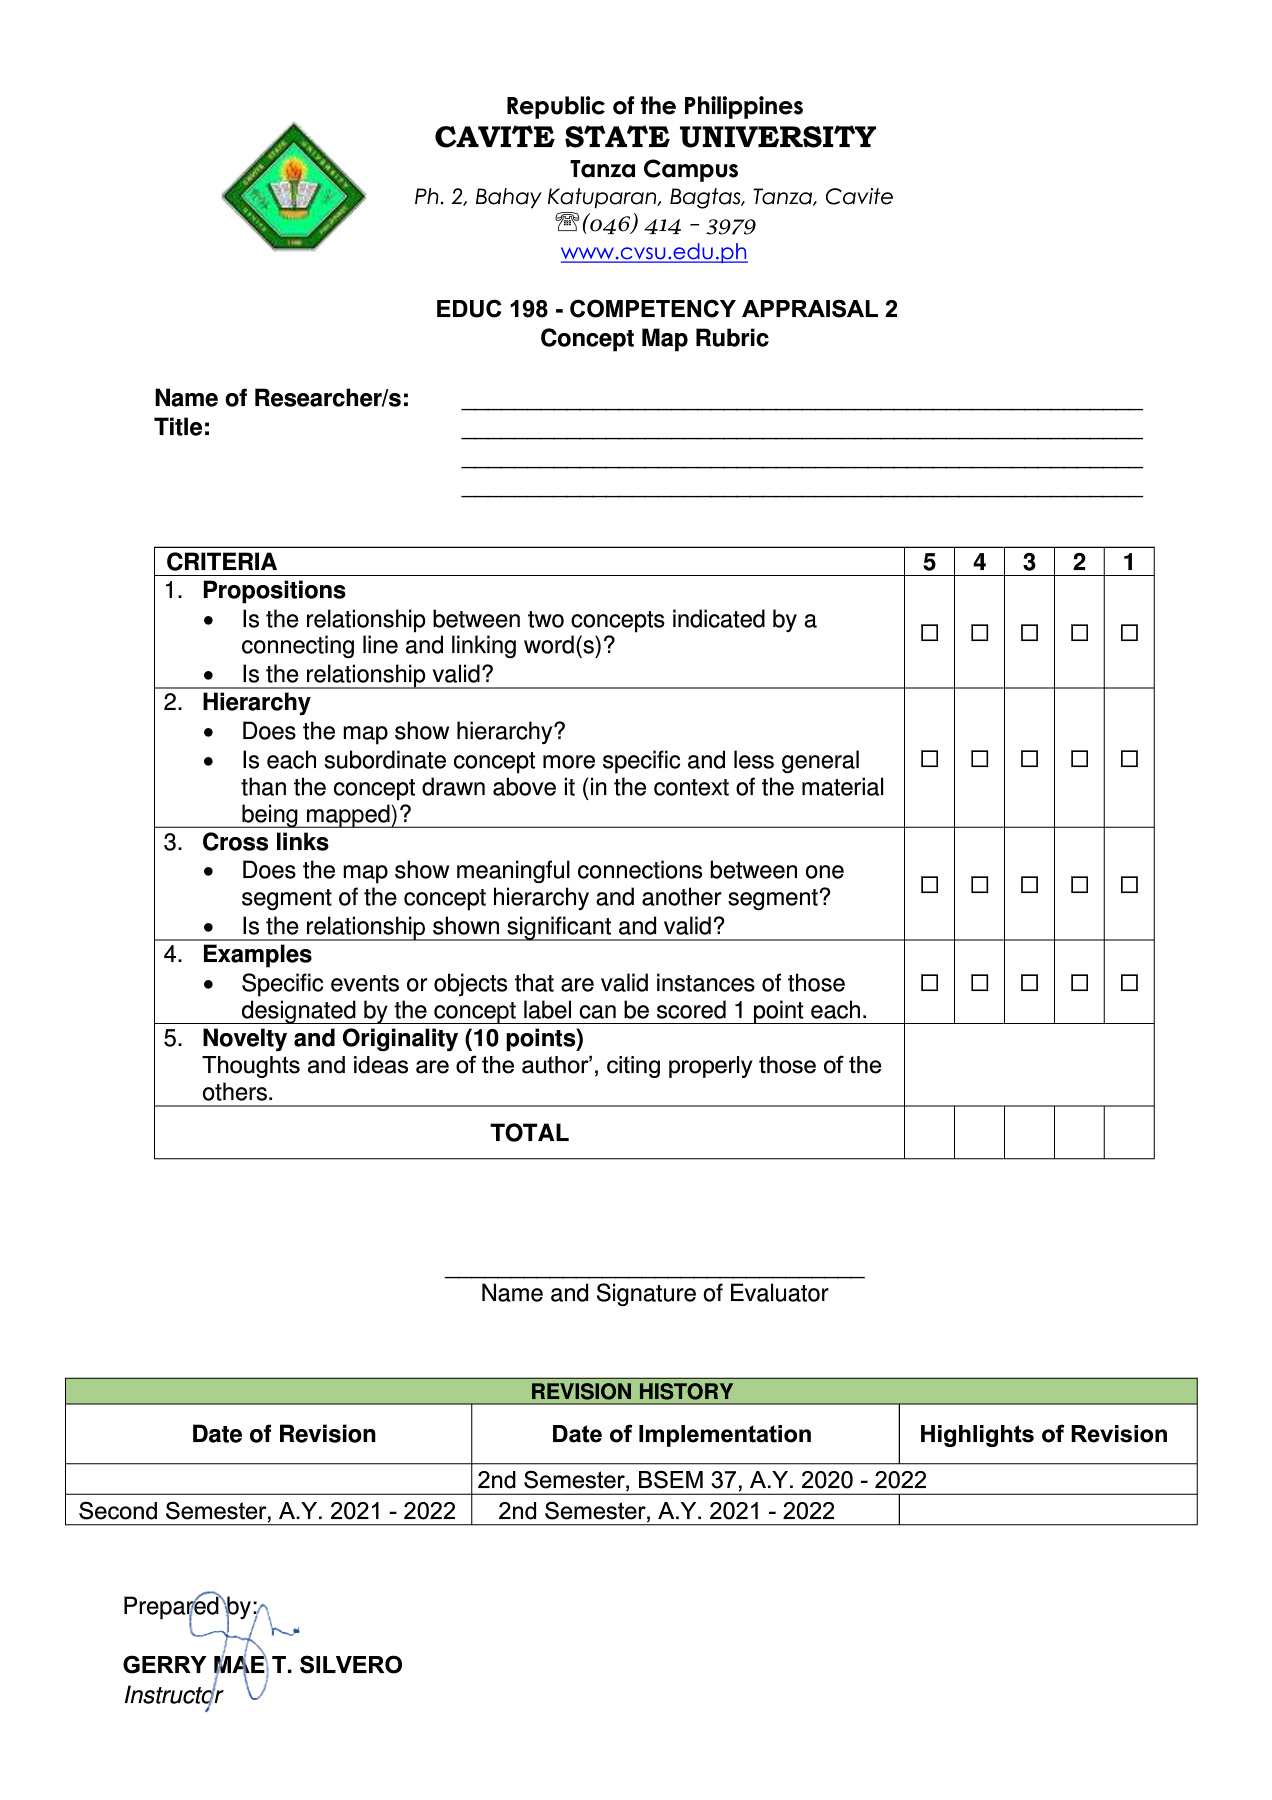 Republic of the Philippines
CAVITE STATE UNIVERSITY
Tanza Campus
Ph. 2, Bahay Katuparan, Bagtas, Tanza, Cavite
☏(046) 414 – 3979
www.cvsu.edu.ph
EDUC 198 - COMPETENCY APPRAISAL 2
Concept Map Rubric
Name of Researcher/s:
Title:
CRITERIA 5 4 3 2 1
1. Propositions
• Is the relationship between two concepts indicated by a
connecting line and linking word(s)?
☐ ☐ ☐ ☐ ☐
• Is the relationship valid?
2. Hierarchy
• Does the map show hierarchy?
• Is each subordinate concept more specific and less general
☐ ☐ ☐ ☐ ☐
than the concept drawn above it (in the context of the material
being mapped)?
3. Cross links
• Does the map show meaningful connections between one
segment of the concept hierarchy and another segment?
☐ ☐ ☐ ☐ ☐
• Is the relationship shown significant and valid?
4. Examples
• Specific events or objects that are valid instances of those
☐ ☐ ☐ ☐ ☐
designated by the concept label can be scored 1 point each.
5. Novelty and Originality (10 points)
Thoughts and ideas are of the author’, citing properly those of the
others.
TOTAL
Name and Signature of Evaluator
REVISION HISTORY
Date of Revision Date of Implementation Highlights of Revision
2nd Semester, BSEM 37, A.Y. 2020 - 2022
Second Semester, A.Y. 2021 - 2022 2nd Semester, A.Y. 2021 - 2022
Prepared by:
GERRY MAE T. SILVERO
Instructor